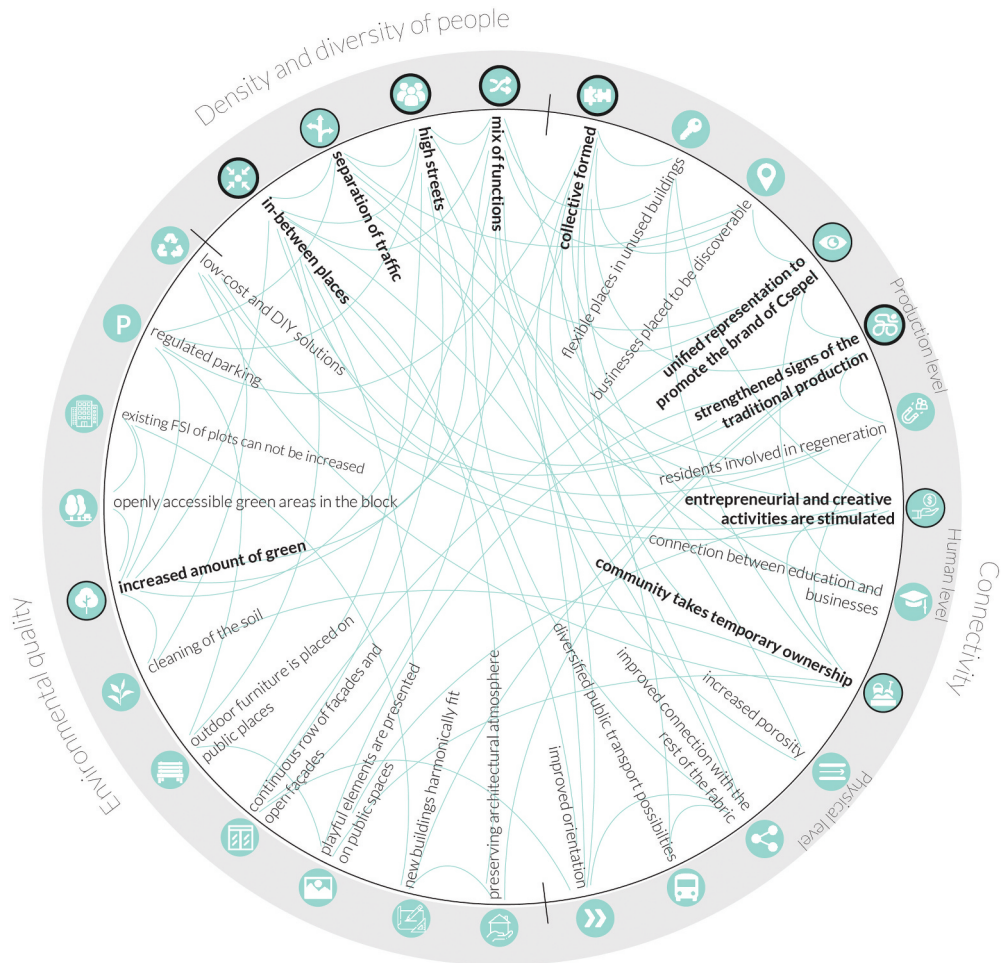 Density and diversity of people
mix of functions
high streets
separation of traffic
in-between places
collective formed
flexible places in unused buildings
businesses placed to be discoverable
unified representation to
promote the brand of Csepel
Production level
strengthened signs of the
traditional production
residents involved in regeneration
entrepreneurial and creative
activities are stimulated
Human level
connection between education and
businesses
community takes temporary ownership
Connectivity
increased porosity
Physical level
improved connection with the
rest of the fabric
diversified public transport possibilties
improved orientation
preserving architectural atmosphere
new buildings harmonically fit
playful elements are presented
on public spaces
continuous row of façades and
open façades
outdoor furniture is placed on
public places
cleaning of the soil
Environmental quality
increased amount of green
openly accessible green areas in the block
existing FSI of plots can not be increased
P
regulated parking
low-cost and DIY solutions
$